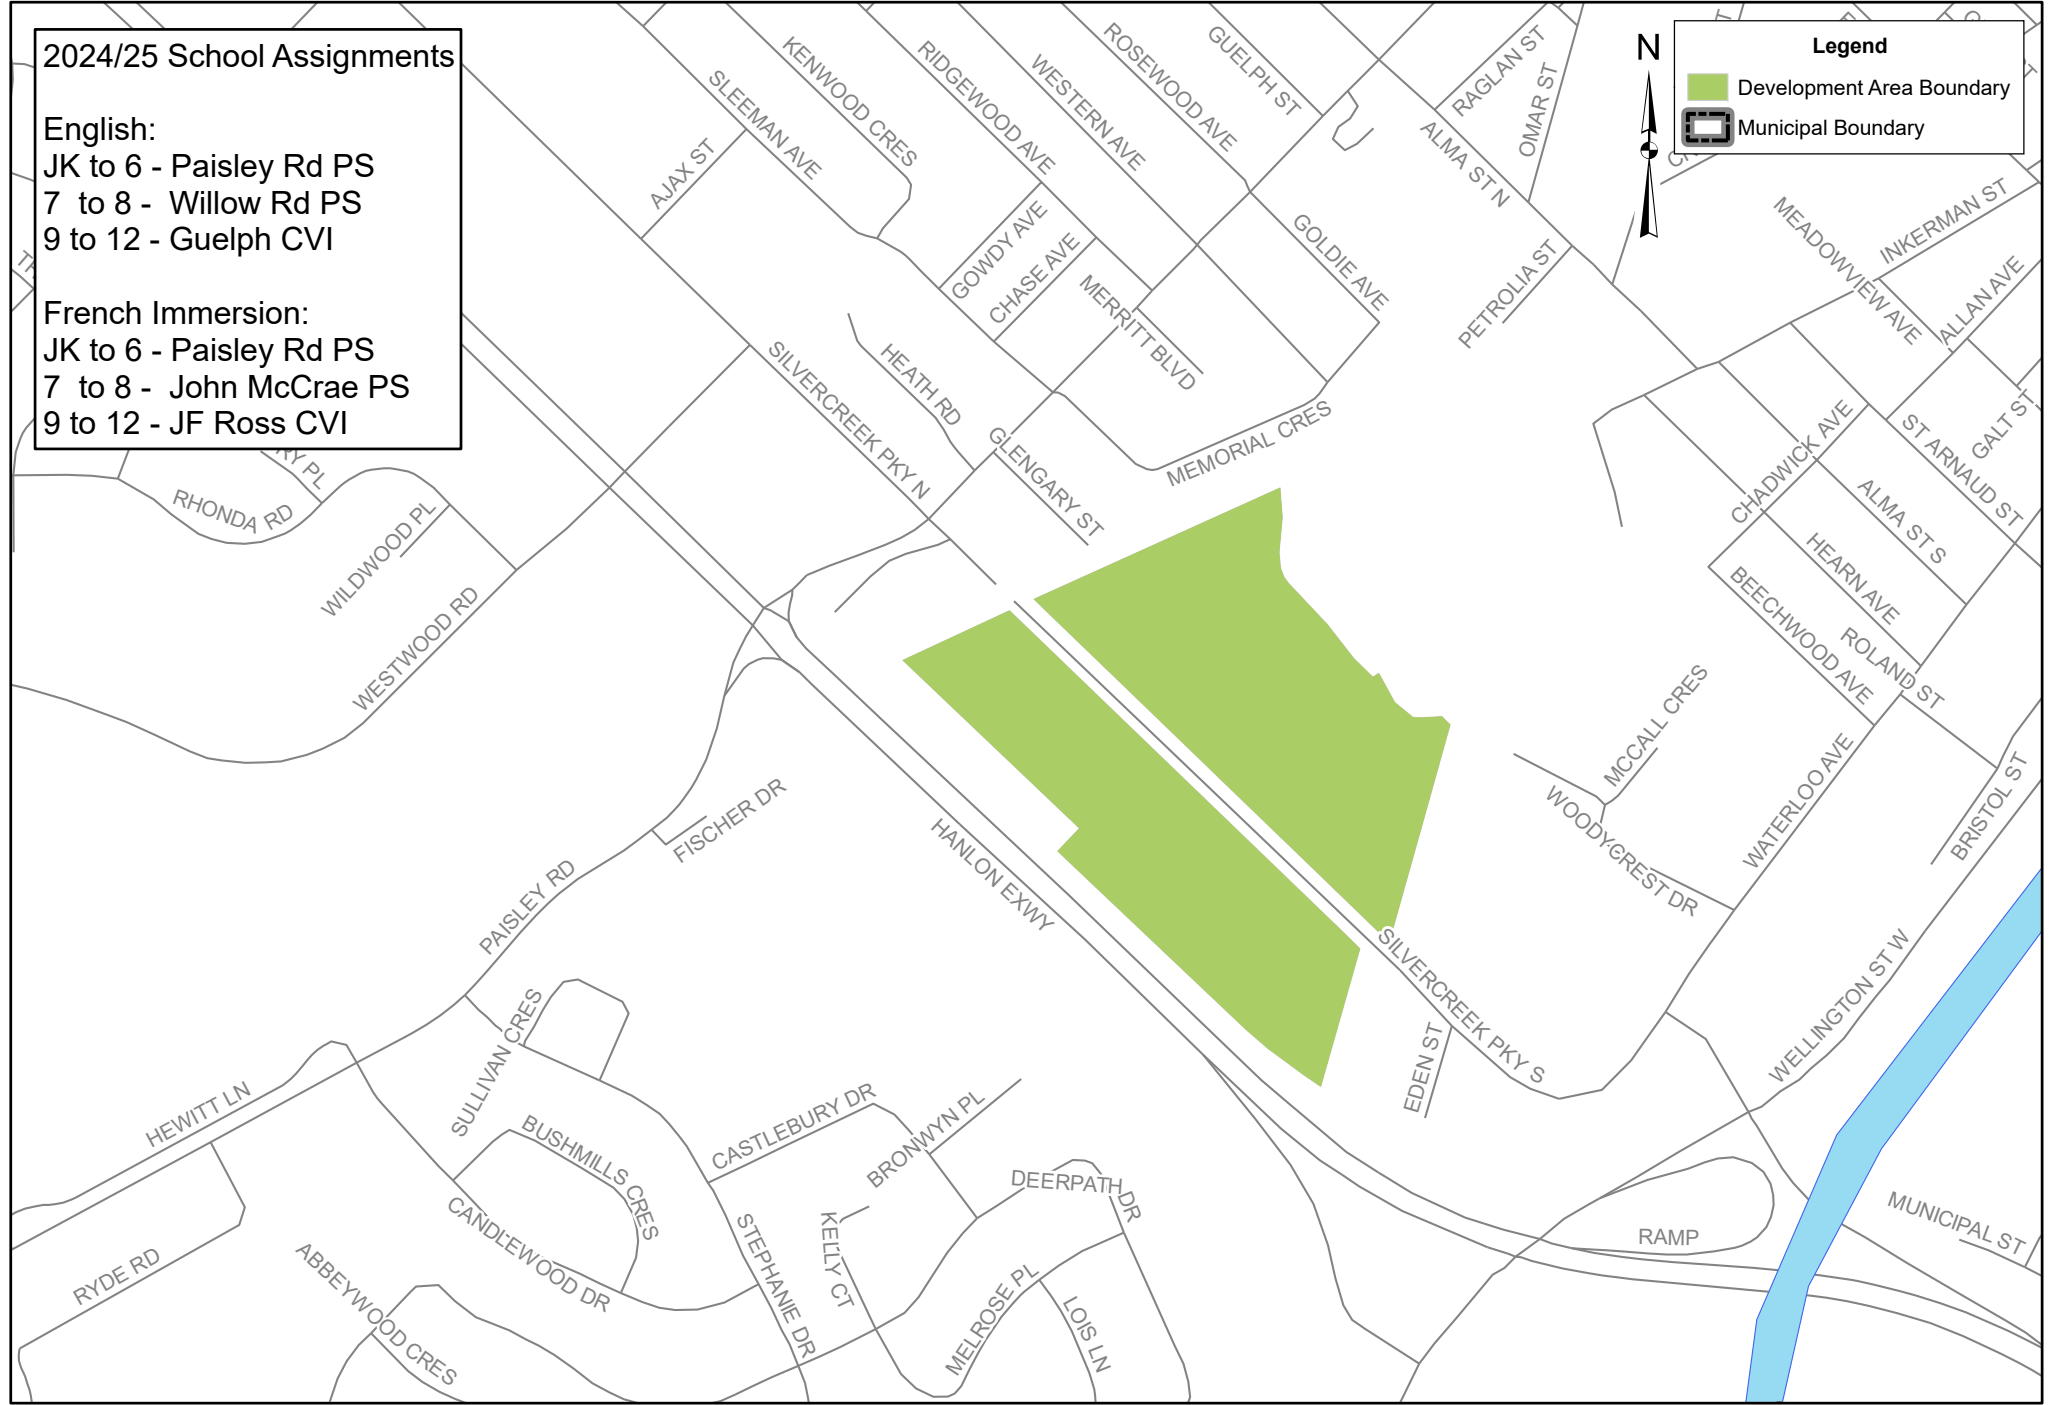 2024/25 School Assignments
English:
JK to 6 - Paisley Rd PS
7  to 8 -  Willow Rd PS
9 to 12 - Guelph CVI
French Immersion:
JK to 6 - Paisley Rd PS
7  to 8 -  John McCrae PS
9 to 12 - JF Ross CVI
N
Legend
Development Area Boundary
Municipal Boundary
KENWOOD CRES
SLEEMAN AVE
RIDGEWOOD AVE
WESTERN AVE
ROSEWOOD AVE
GUELPH ST
RAGLAN ST
OMAR ST
ALMA ST N
AJAX ST
GOWDY AVE
CHASE AVE
MERRITT BLVD
GOLDIE AVE
PETROLIA ST
MEADOWVIEW AVE
INKERMAN ST
ALLAN AVE
GALT ST
ST ARNAUD ST
CHADWICK AVE
ALMA ST S
HEARN AVE
BEECHWOOD AVE
ROLAND ST
SILVERCREEK PKY N
HEATH RD
GLENGARY ST
MEMORIAL CRES
RY PL
RHONDA RD
WILDWOOD PL
WESTWOOD RD
MCCALL CRES
WOODYCREST DR
WATERLOO AVE
BRISTOL ST
FISCHER DR
HANLON EXWY
PAISLEY RD
SILVERCREEK PKY S
EDEN ST
WELLINGTON ST W
SULLIVAN CRES
HEWITT LN
BUSHMILLS CRES
CASTLEBURY DR
BRONWYN PL
DEERPATH DR
CANDLEWOOD DR
STEPHANIE DR
KELLY CT
RYDE RD
ABBEYWOOD CRES
MELROSE PL
LOIS LN
RAMP
MUNICIPAL ST